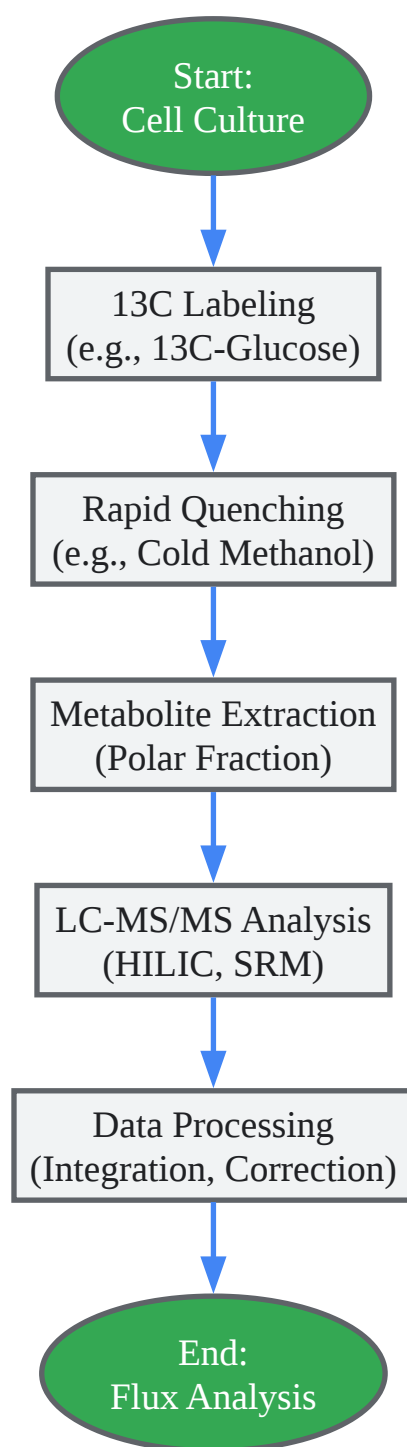 Start:
Cell Culture
13C Labeling
(e.g., 13C-Glucose)
Rapid Quenching
(e.g., Cold Methanol)
Metabolite Extraction
(Polar Fraction)
LC-MS/MS Analysis
(HILIC, SRM)
Data Processing
(Integration, Correction)
End:
Flux Analysis